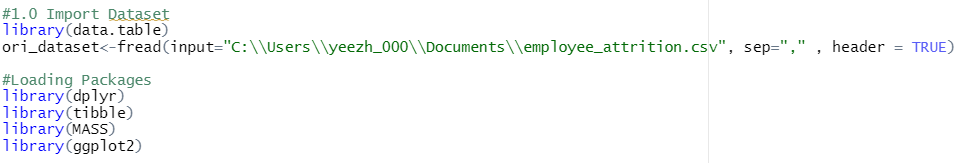 #1.0 Import Dataset
library(data.table)
ori_dataset<-fread(input="C:\\Users\\yeezh_000\\Documents\\employee_attrition.csv", sep="," , header = TRUE)
#Loading Packages
library(dplyr)
library(tibble)
library(MASS)
library(ggplot2)